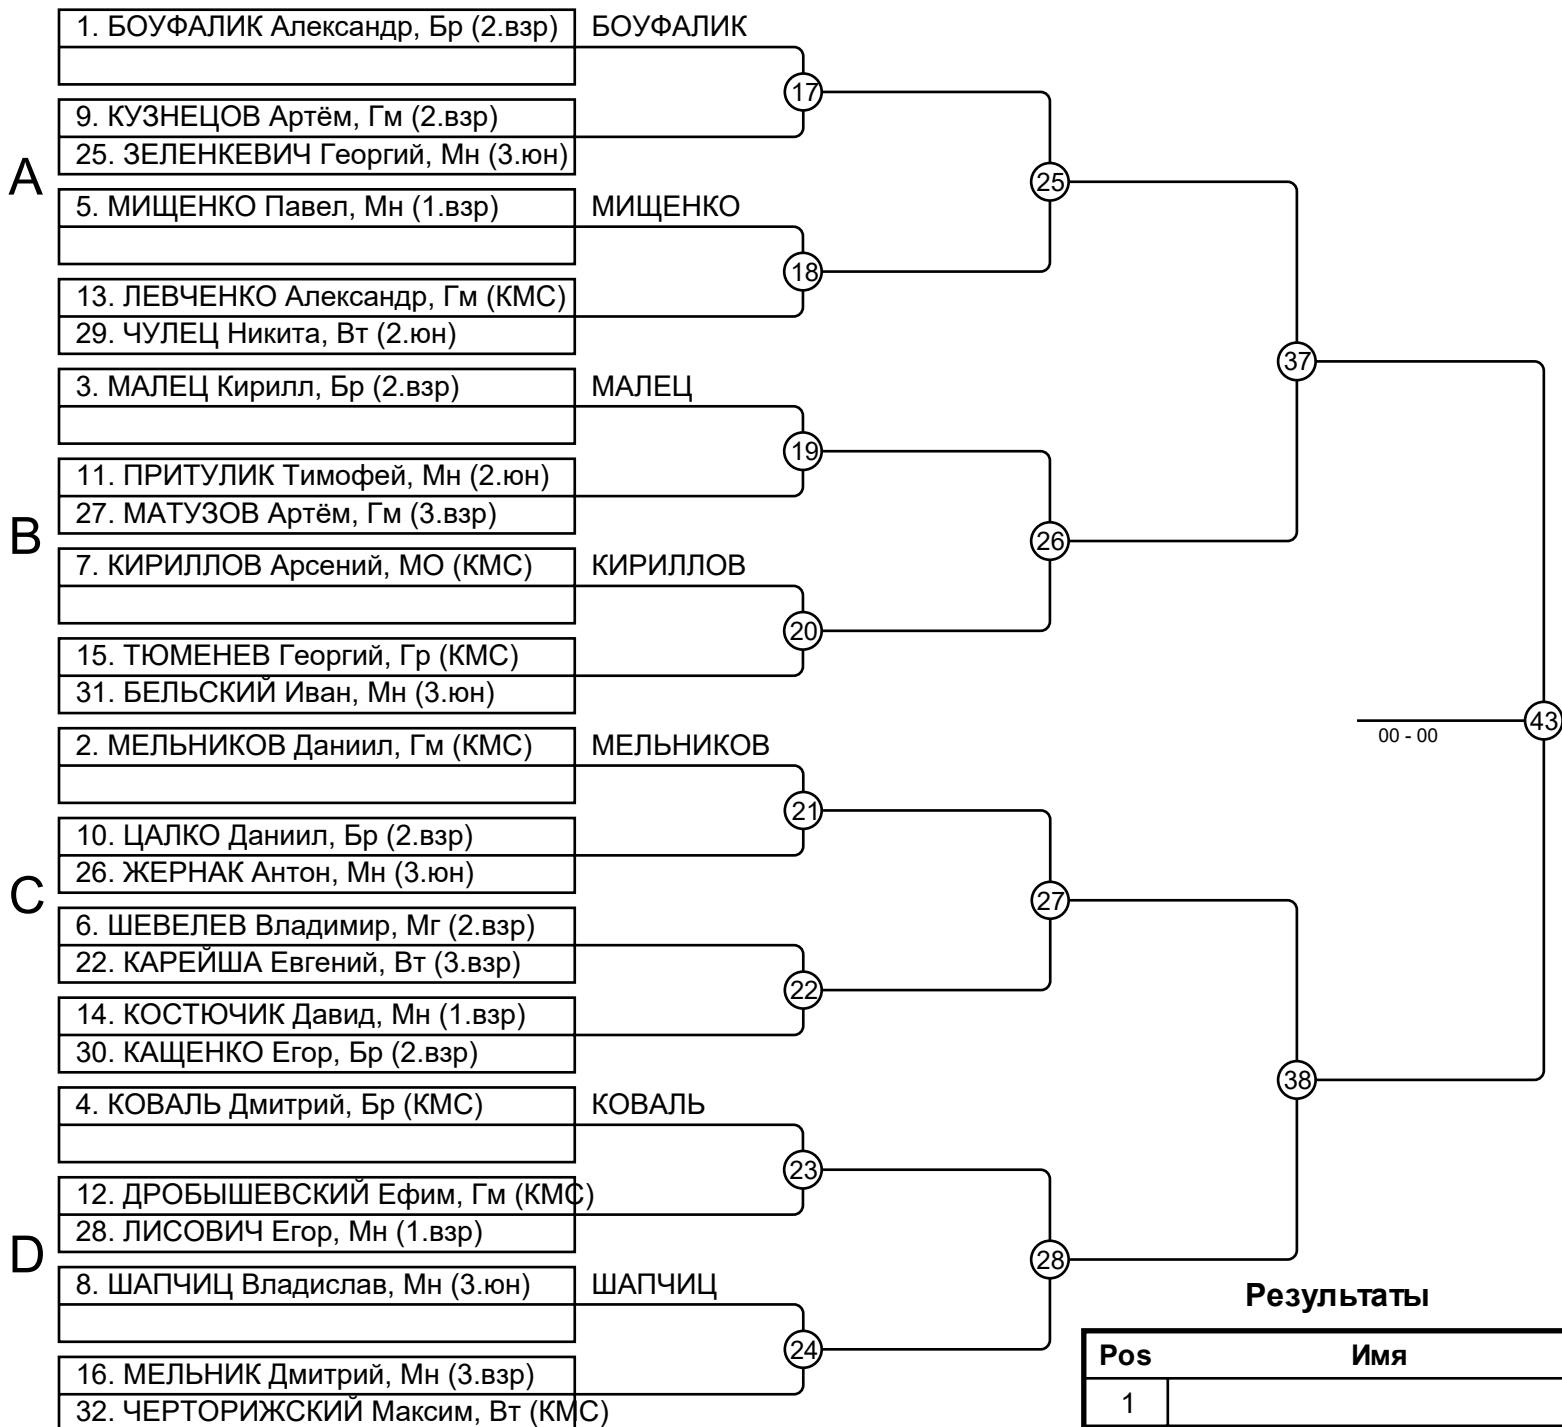 1. БОУФАЛИК Александр, Бр (2.взр) БОУФАЛИК
17
9. КУЗНЕЦОВ Артём, Гм (2.взр)
25. ЗЕЛЕНКЕВИЧ Георгий, Мн (3.юн)
A
25
5. МИЩЕНКО Павел, Мн (1.взр) МИЩЕНКО
18
13. ЛЕВЧЕНКО Александр, Гм (КМС)
29. ЧУЛЕЦ Никита, Вт (2.юн)
37
3. МАЛЕЦ Кирилл, Бр (2.взр) МАЛЕЦ
19
11. ПРИТУЛИК Тимофей, Мн (2.юн)
27. МАТУЗОВ Артём, Гм (3.взр)
B
26
7. КИРИЛЛОВ Арсений, МО (КМС) КИРИЛЛОВ
20
15. ТЮМЕНЕВ Георгий, Гр (КМС)
31. БЕЛЬСКИЙ Иван, Мн (3.юн)
43
00 - 00
2. МЕЛЬНИКОВ Даниил, Гм (КМС) МЕЛЬНИКОВ
21
10. ЦАЛКО Даниил, Бр (2.взр)
26. ЖЕРНАК Антон, Мн (3.юн)
C
27
6. ШЕВЕЛЕВ Владимир, Мг (2.взр)
22. КАРЕЙША Евгений, Вт (3.взр)
22
14. КОСТЮЧИК Давид, Мн (1.взр)
30. КАЩЕНКО Егор, Бр (2.взр)
38
4. КОВАЛЬ Дмитрий, Бр (КМС) КОВАЛЬ
23
12. ДРОБЫШЕВСКИЙ Ефим, Гм (КМС)
28. ЛИСОВИЧ Егор, Мн (1.взр)
D
28
8. ШАПЧИЦ Владислав, Мн (3.юн) ШАПЧИЦ
24
16. МЕЛЬНИК Дмитрий, Мн (3.взр)
32. ЧЕРТОРИЖСКИЙ Максим, Вт (КМС)
Результаты
Pos Имя
1